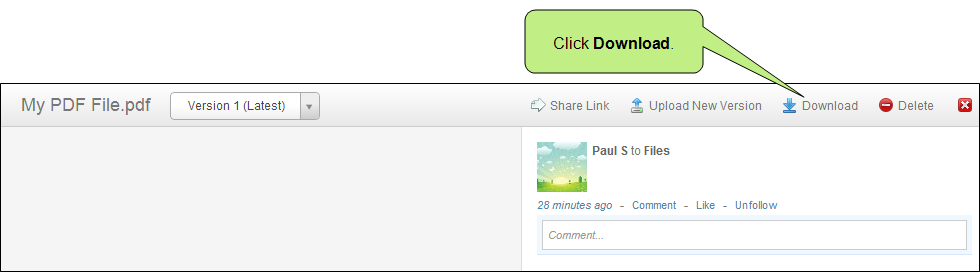 Click Download.
My PDF File.pdf Version 1 (Latest) Share Link Upload New Version Download Delete
Paul S to Files
28 minutes ago - Comment - Like - Unfollow
Comment...